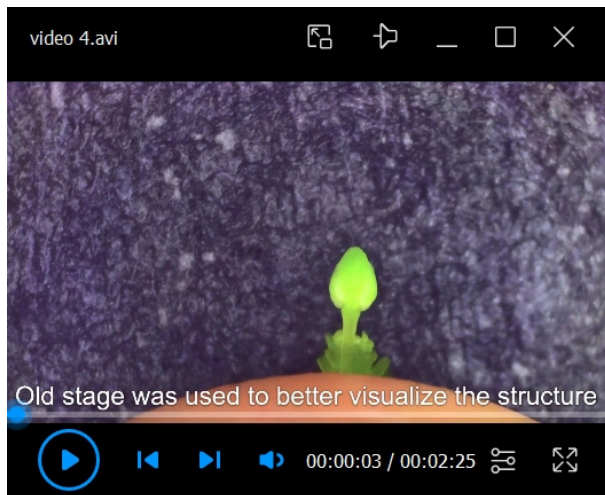 video 4.avi
Old stage was used to better visualize the structure
00:00:03 / 00:02:25